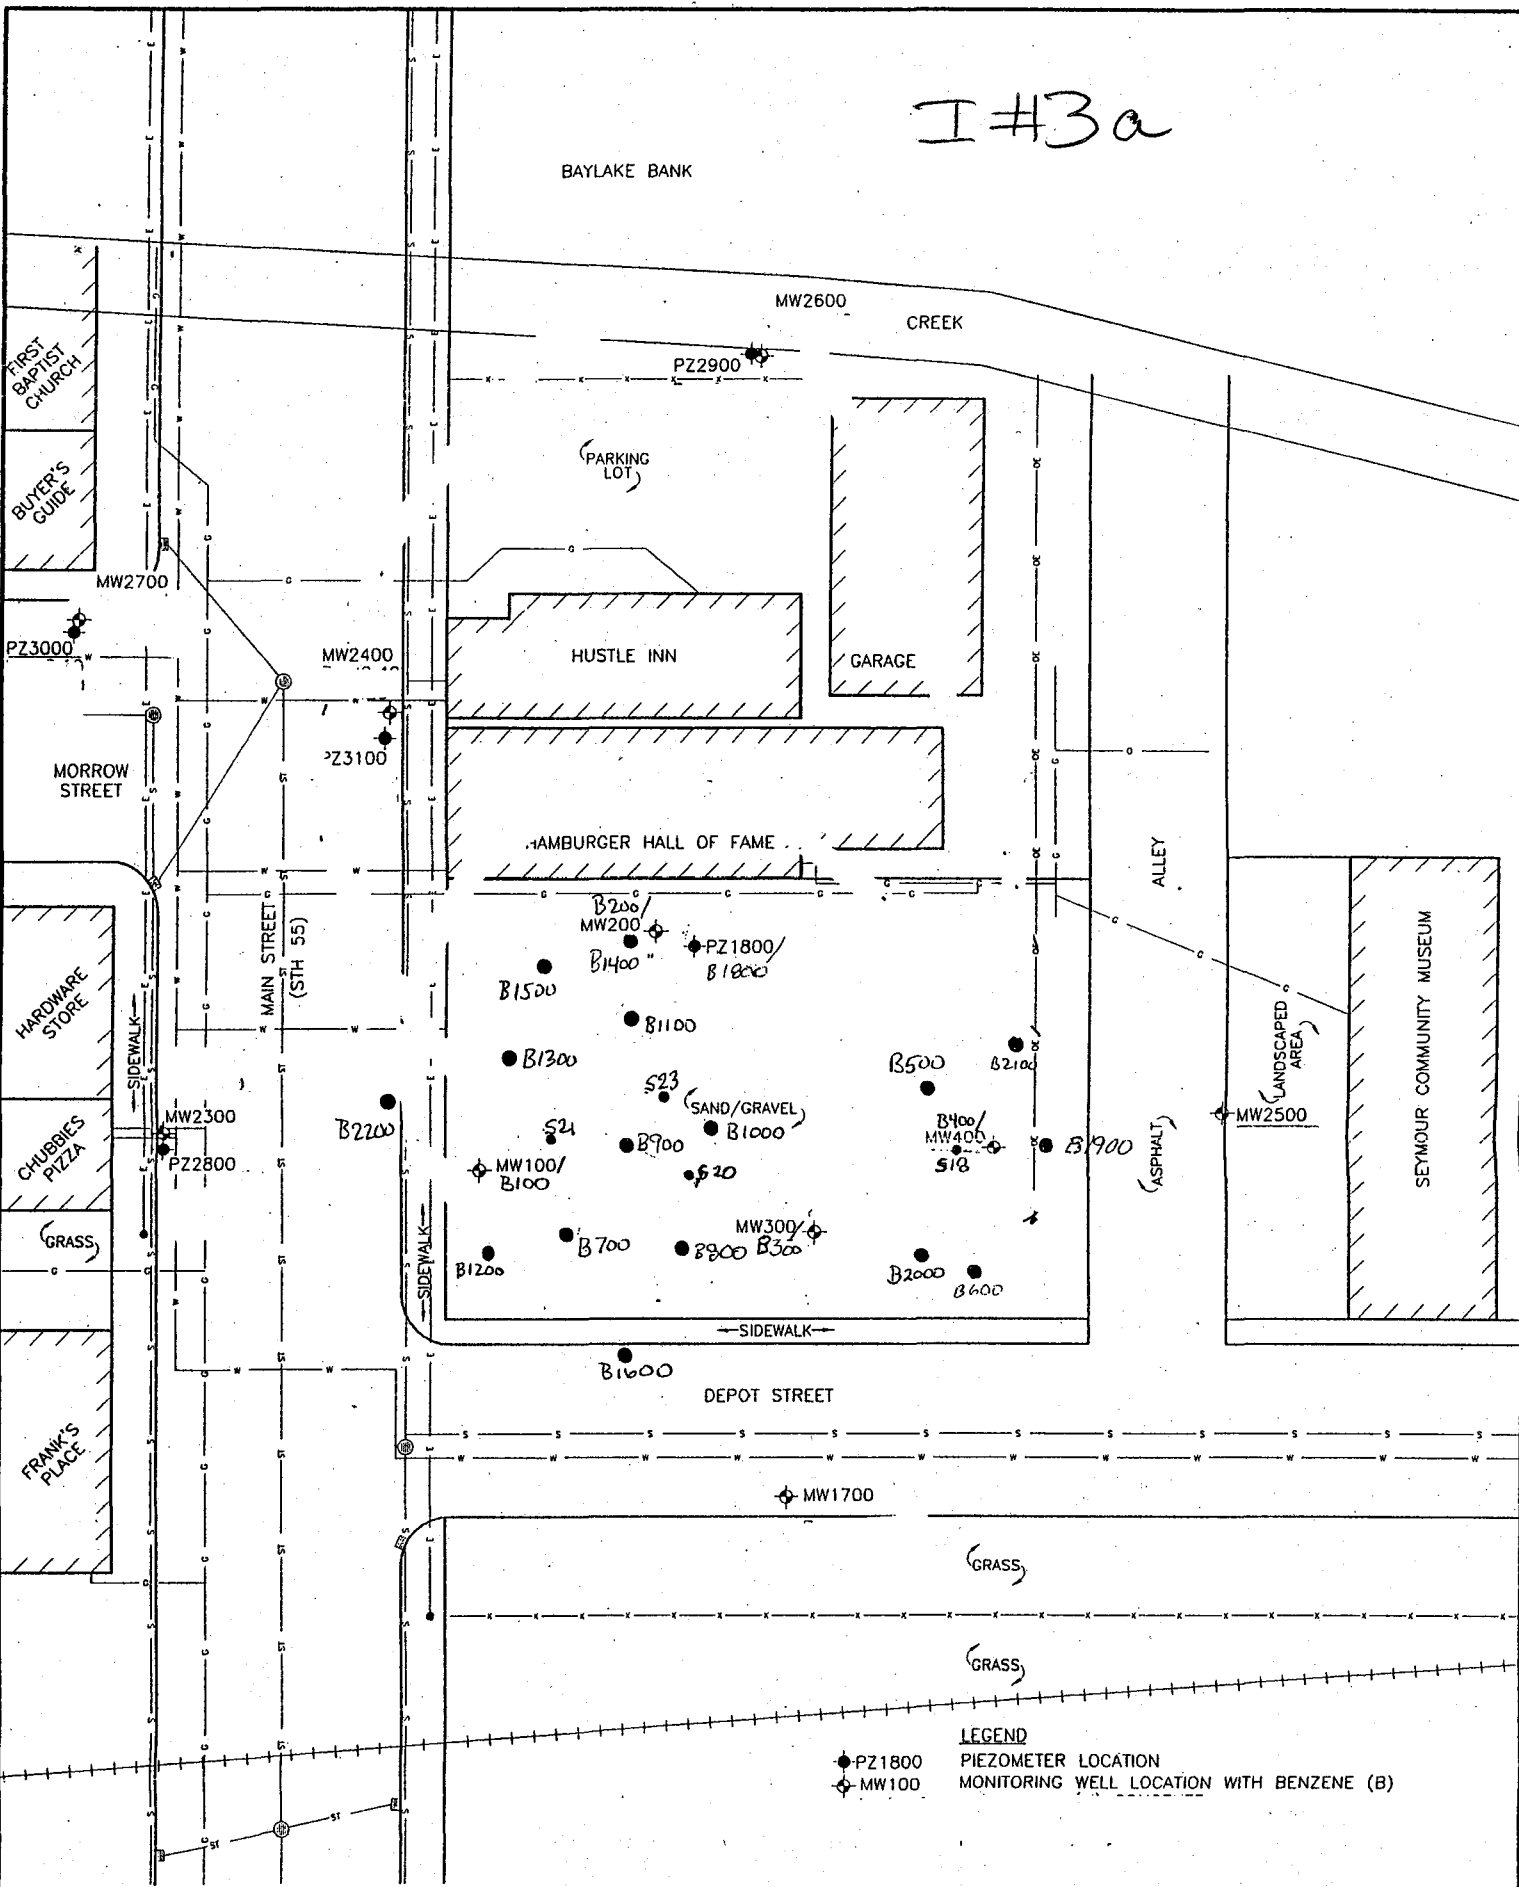 I #3a
BAYLAKE BANK
MW2600
CREEK
PZ2900
FIRST
BAPTIST
CHURCH
BUYER'S
GUIDE
(PARKING
LOT)
MW2700
PZ3000
MW2400
HUSTLE INN
GARAGE
Z3100
MORROW
STREET
AMBURGER HALL OF FAME
ALLEY
MAIN STREET
(STH 55)
B200/
MW200
B1400"
PZ1800/
B1800
B1500
B1100
HARDWARE
STORE
SIDEWALK
B1300
B500
B2100
(LANDSCAPED
AREA)
SEYMOUR COMMUNITY MUSEUM
S23
(SAND/GRAVEL)
B2200
S21
B900
B1000
B400/
MW400
S18
B1900
MW2500
(ASPHALT)
MW2300
CHUBBIES
PIZZA
PZ2800
MW100/
B100
S20
(GRASS)
SIDEWALK
B1200
B700
B800
MW300/
B300
B2000
B600
SIDEWALK
B1600
DEPOT STREET
FRANK'S
PLACE
MW1700
(GRASS)
(GRASS)
LEGEND
PZ1800 PIEZOMETER LOCATION
MW100 MONITORING WELL LOCATION WITH BENZENE (B)